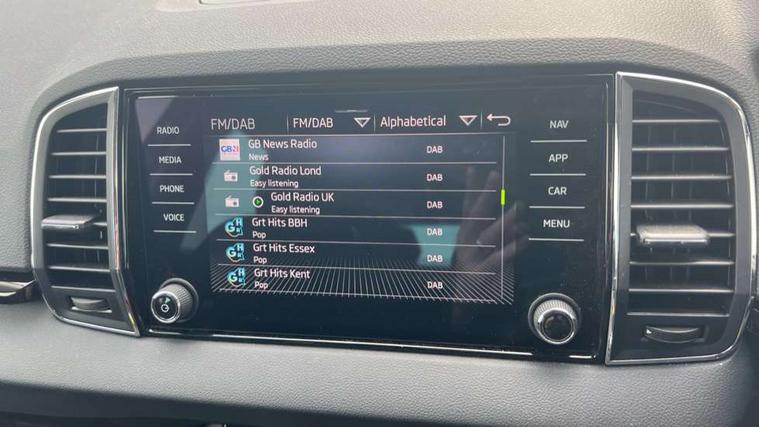 RADIO
MEDIA
PHONE
VOICE
FM/DAB FM/DAB Alphabetical
GB News Radio DAB
News
Gold Radio Lond DAB
Easy listening
Gold Radio UK DAB
Easy listening
Grt Hits BBH DAB
Pop
Grt Hits Essex DAB
Pop
Grt Hits Kent DAB
Pop
NAV
APP
CAR
MENU